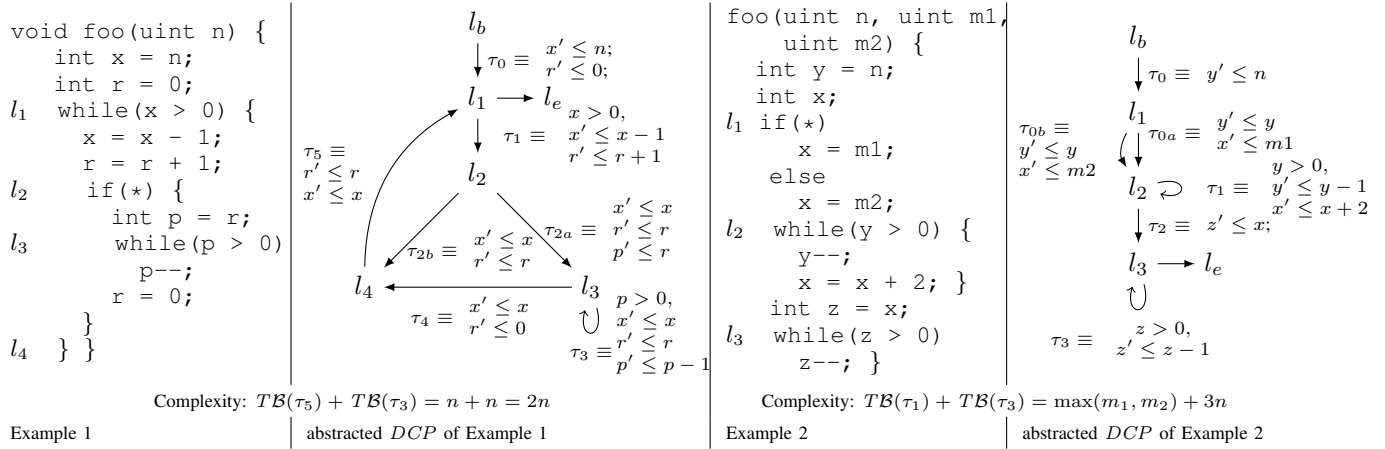 void foo(uint n) {
int x = n;
int r = 0;
l₁ while(x > 0) {
x = x - 1;
r = r + 1;
l₂ if(*) {
int p = r;
l₃ while(p > 0)
p--;
r = 0;
}
l₄ } }
l_b
τ₀ ≡ x′ ≤ n;
r′ ≤ 0;
l₁ l_e
τ₁ ≡ x > 0,
x′ ≤ x − 1
r′ ≤ r + 1
τ₅ ≡
r′ ≤ r
x′ ≤ x
l₂
τ₂b ≡ x′ ≤ x
r′ ≤ r
τ₂a ≡ x′ ≤ x
r′ ≤ r
p′ ≤ r
l₄ l₃
τ₄ ≡ x′ ≤ x
r′ ≤ 0
τ₃ ≡ p > 0,
x′ ≤ x
r′ ≤ r
p′ ≤ p − 1
Complexity: TB(τ₅) + TB(τ₃) = n + n = 2n
Example 1
abstracted DCP of Example 1
foo(uint n, uint m1,
uint m2) {
int y = n;
int x;
l₁ if(*)
x = m1;
else
x = m2;
l₂ while(y > 0) {
y--;
x = x + 2; }
int z = x;
l₃ while(z > 0)
z--; }
l_b
τ₀ ≡ y′ ≤ n
l₁
τ₀b ≡
y′ ≤ y
x′ ≤ m2
τ₀a ≡ y′ ≤ y
x′ ≤ m1
l₂
τ₁ ≡ y > 0,
y′ ≤ y − 1
x′ ≤ x + 2
τ₂ ≡ z′ ≤ x;
l₃ l_e
τ₃ ≡ z > 0,
z′ ≤ z − 1
Complexity: TB(τ₁) + TB(τ₃) = max(m₁, m₂) + 3n
Example 2
abstracted DCP of Example 2